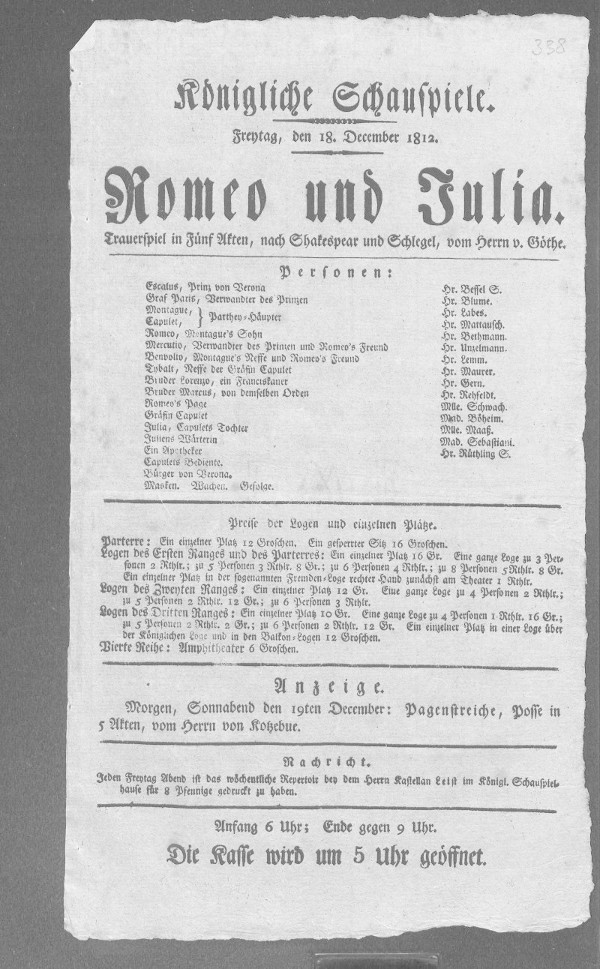 338
Königliche Schauspiele.
Freytag, den 18. December 1812.
Romeo und Julia.
Trauerspiel in Fünf Akten, nach Shakespear und Schlegel, vom Herrn v. Göthe.
Personen:
Escalus, Prinz von Verona Hr. Bessel S.
Graf Paris, Verwandter des Prinzen Hr. Blume.
Montague, Hr. Labes.
Capulet, } Parthey-Häupter Hr. Mattausch.
Romeo, Montague's Sohn Hr. Bethmann.
Mercutio, Verwandter des Prinzen und Romeo's Freund Hr. Unzelmann.
Benvolio, Montague's Neffe und Romeo's Freund Hr. Lemm.
Tybalt, Neffe der Gräfin Capulet Hr. Maurer.
Bruder Lorenzo, ein Franciskaner Hr. Gern.
Bruder Marcus, von demselben Orden Hr. Rehfeldt.
Romeo's Page Mlle. Schwach.
Gräfin Capulet Mad. Böheim.
Julia, Capulets Tochter Mlle. Maaß.
Juliens Wärterin Mad. Sebastiani.
Ein Apotheker Hr. Rüthling S.
Capulets Bediente.
Bürger von Verona.
Masken. Wachen. Gefolge.
Preise der Logen und einzelnen Plätze.
Parterre: Ein einzelner Platz 12 Groschen. Ein gesperrter Sitz 16 Groschen.
Logen des Ersten Ranges und des Parterres: Ein einzelner Platz 16 Gr. Eine ganze Loge zu 3 Per-
sonen 2 Rthlr.; zu 5 Personen 3 Rthlr. 8 Gr.; zu 6 Personen 4 Rthlr.; zu 8 Personen 5 Rthlr. 8 Gr.
Ein einzelner Platz in der sogenannten Fremden-Loge rechter Hand zunächst am Theater 1 Rthlr.
Logen des Zweyten Ranges: Ein einzelner Platz 12 Gr. Eine ganze Loge zu 4 Personen 2 Rthlr.;
zu 5 Personen 2 Rthlr. 12 Gr.; zu 6 Personen 3 Rthlr.
Logen des Dritten Ranges: Ein einzelner Platz 10 Gr. Eine ganze Loge zu 4 Personen 1 Rthlr. 16 Gr.;
zu 5 Personen 2 Rthlr. 2 Gr.; zu 6 Personen 2 Rthlr. 12 Gr. Ein einzelner Platz in einer Loge über
der Königlichen Loge und in den Balkon-Logen 12 Groschen.
Vierte Reihe: Amphitheater 6 Groschen.
Anzeige.
Morgen, Sonnabend den 19ten December: Pagenstreiche, Posse in
5 Akten, vom Herrn von Kotzebue.
Nachricht.
Jeden Freytag Abend ist das wöchentliche Repertoir bey dem Herrn Kastellan Leist im Königl. Schauspiel-
hause für 8 Pfennige gedruckt zu haben.
Anfang 6 Uhr; Ende gegen 9 Uhr.
Die Kasse wird um 5 Uhr geöffnet.